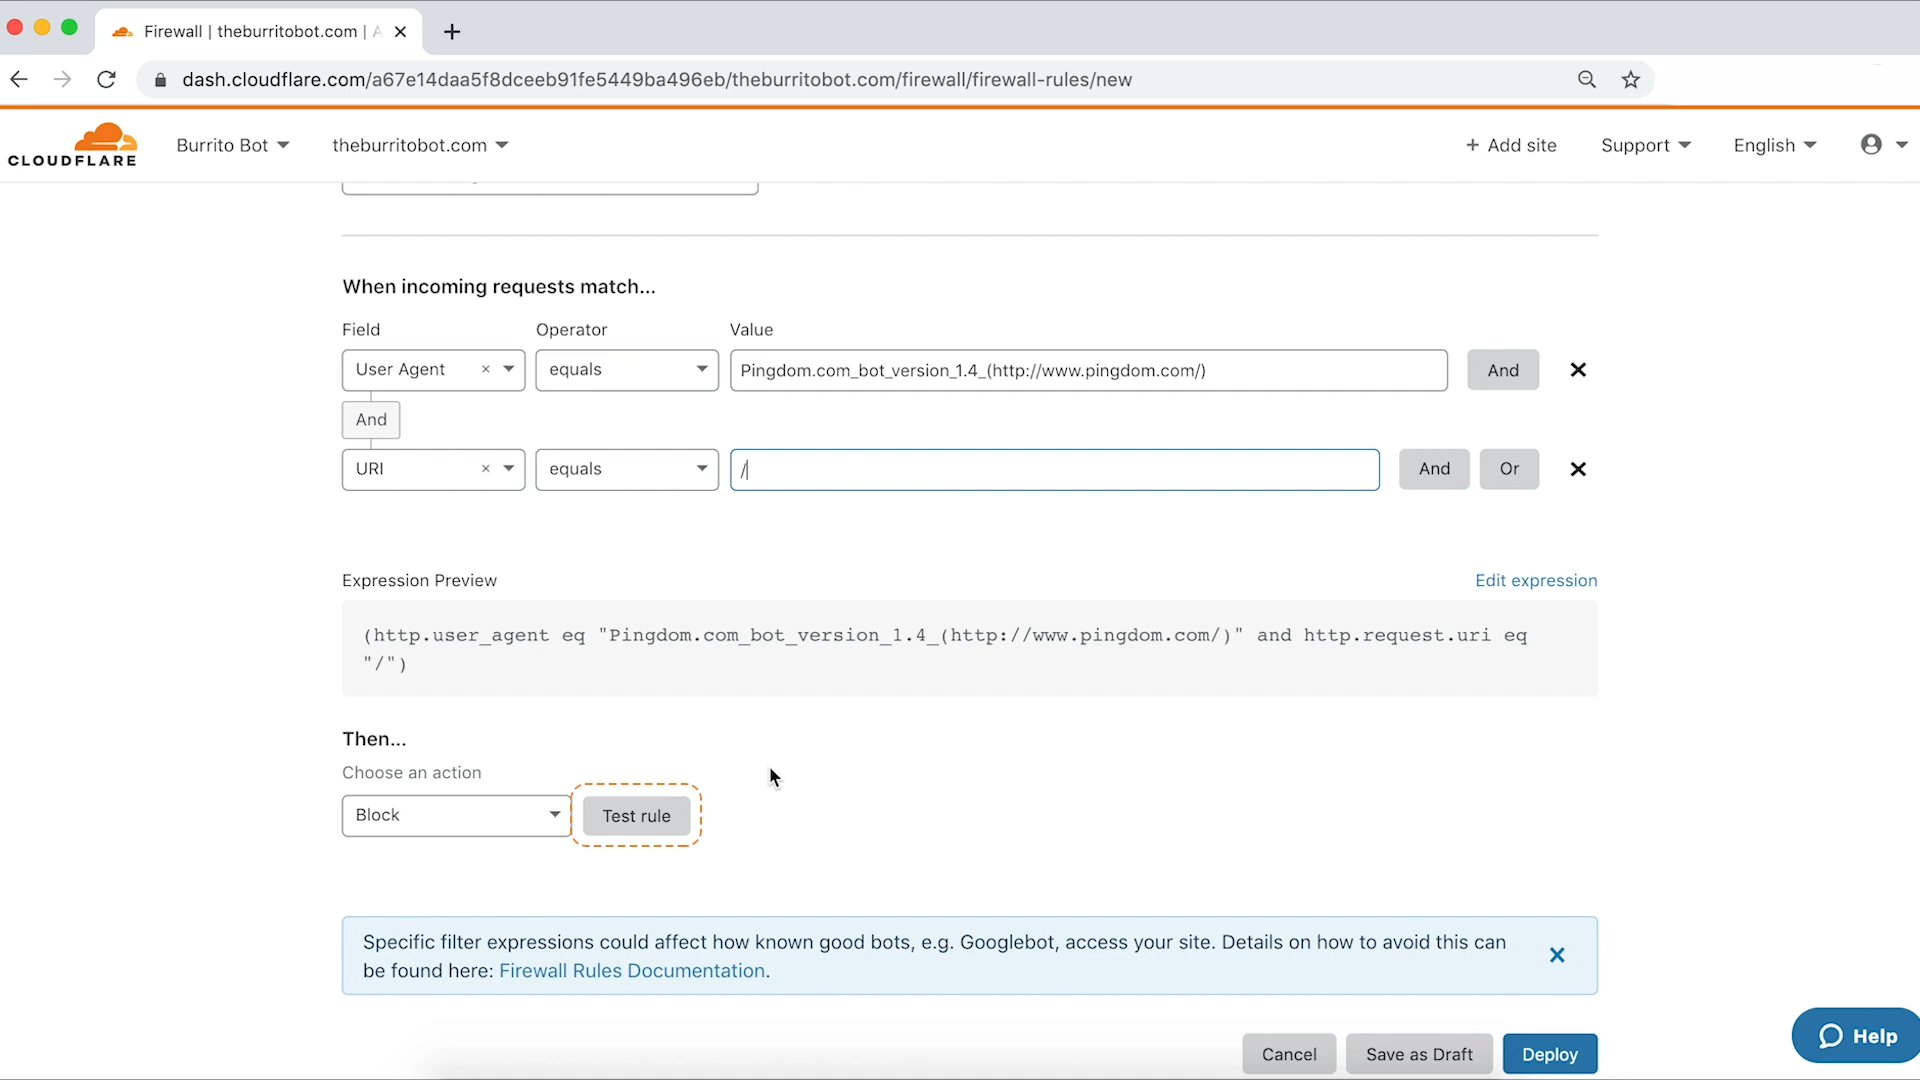 Firewall | theburritobot.com | A
dash.cloudflare.com/a67e14daa5f8dceeb91fe5449ba496eb/theburritobot.com/firewall/firewall-rules/new
CLOUDFLARE
Burrito Bot
theburritobot.com
+ Add site
Support
English
When incoming requests match...
Field
Operator
Value
User Agent
equals
Pingdom.com_bot_version_1.4_(http://www.pingdom.com/)
And
And
URI
equals
/
And
Or
Expression Preview
Edit expression
(http.user_agent eq "Pingdom.com_bot_version_1.4_(http://www.pingdom.com/)" and http.request.uri eq
"/")
Then...
Choose an action
Block
Test rule
Specific filter expressions could affect how known good bots, e.g. Googlebot, access your site. Details on how to avoid this can
be found here: Firewall Rules Documentation.
Help
Cancel
Save as Draft
Deploy